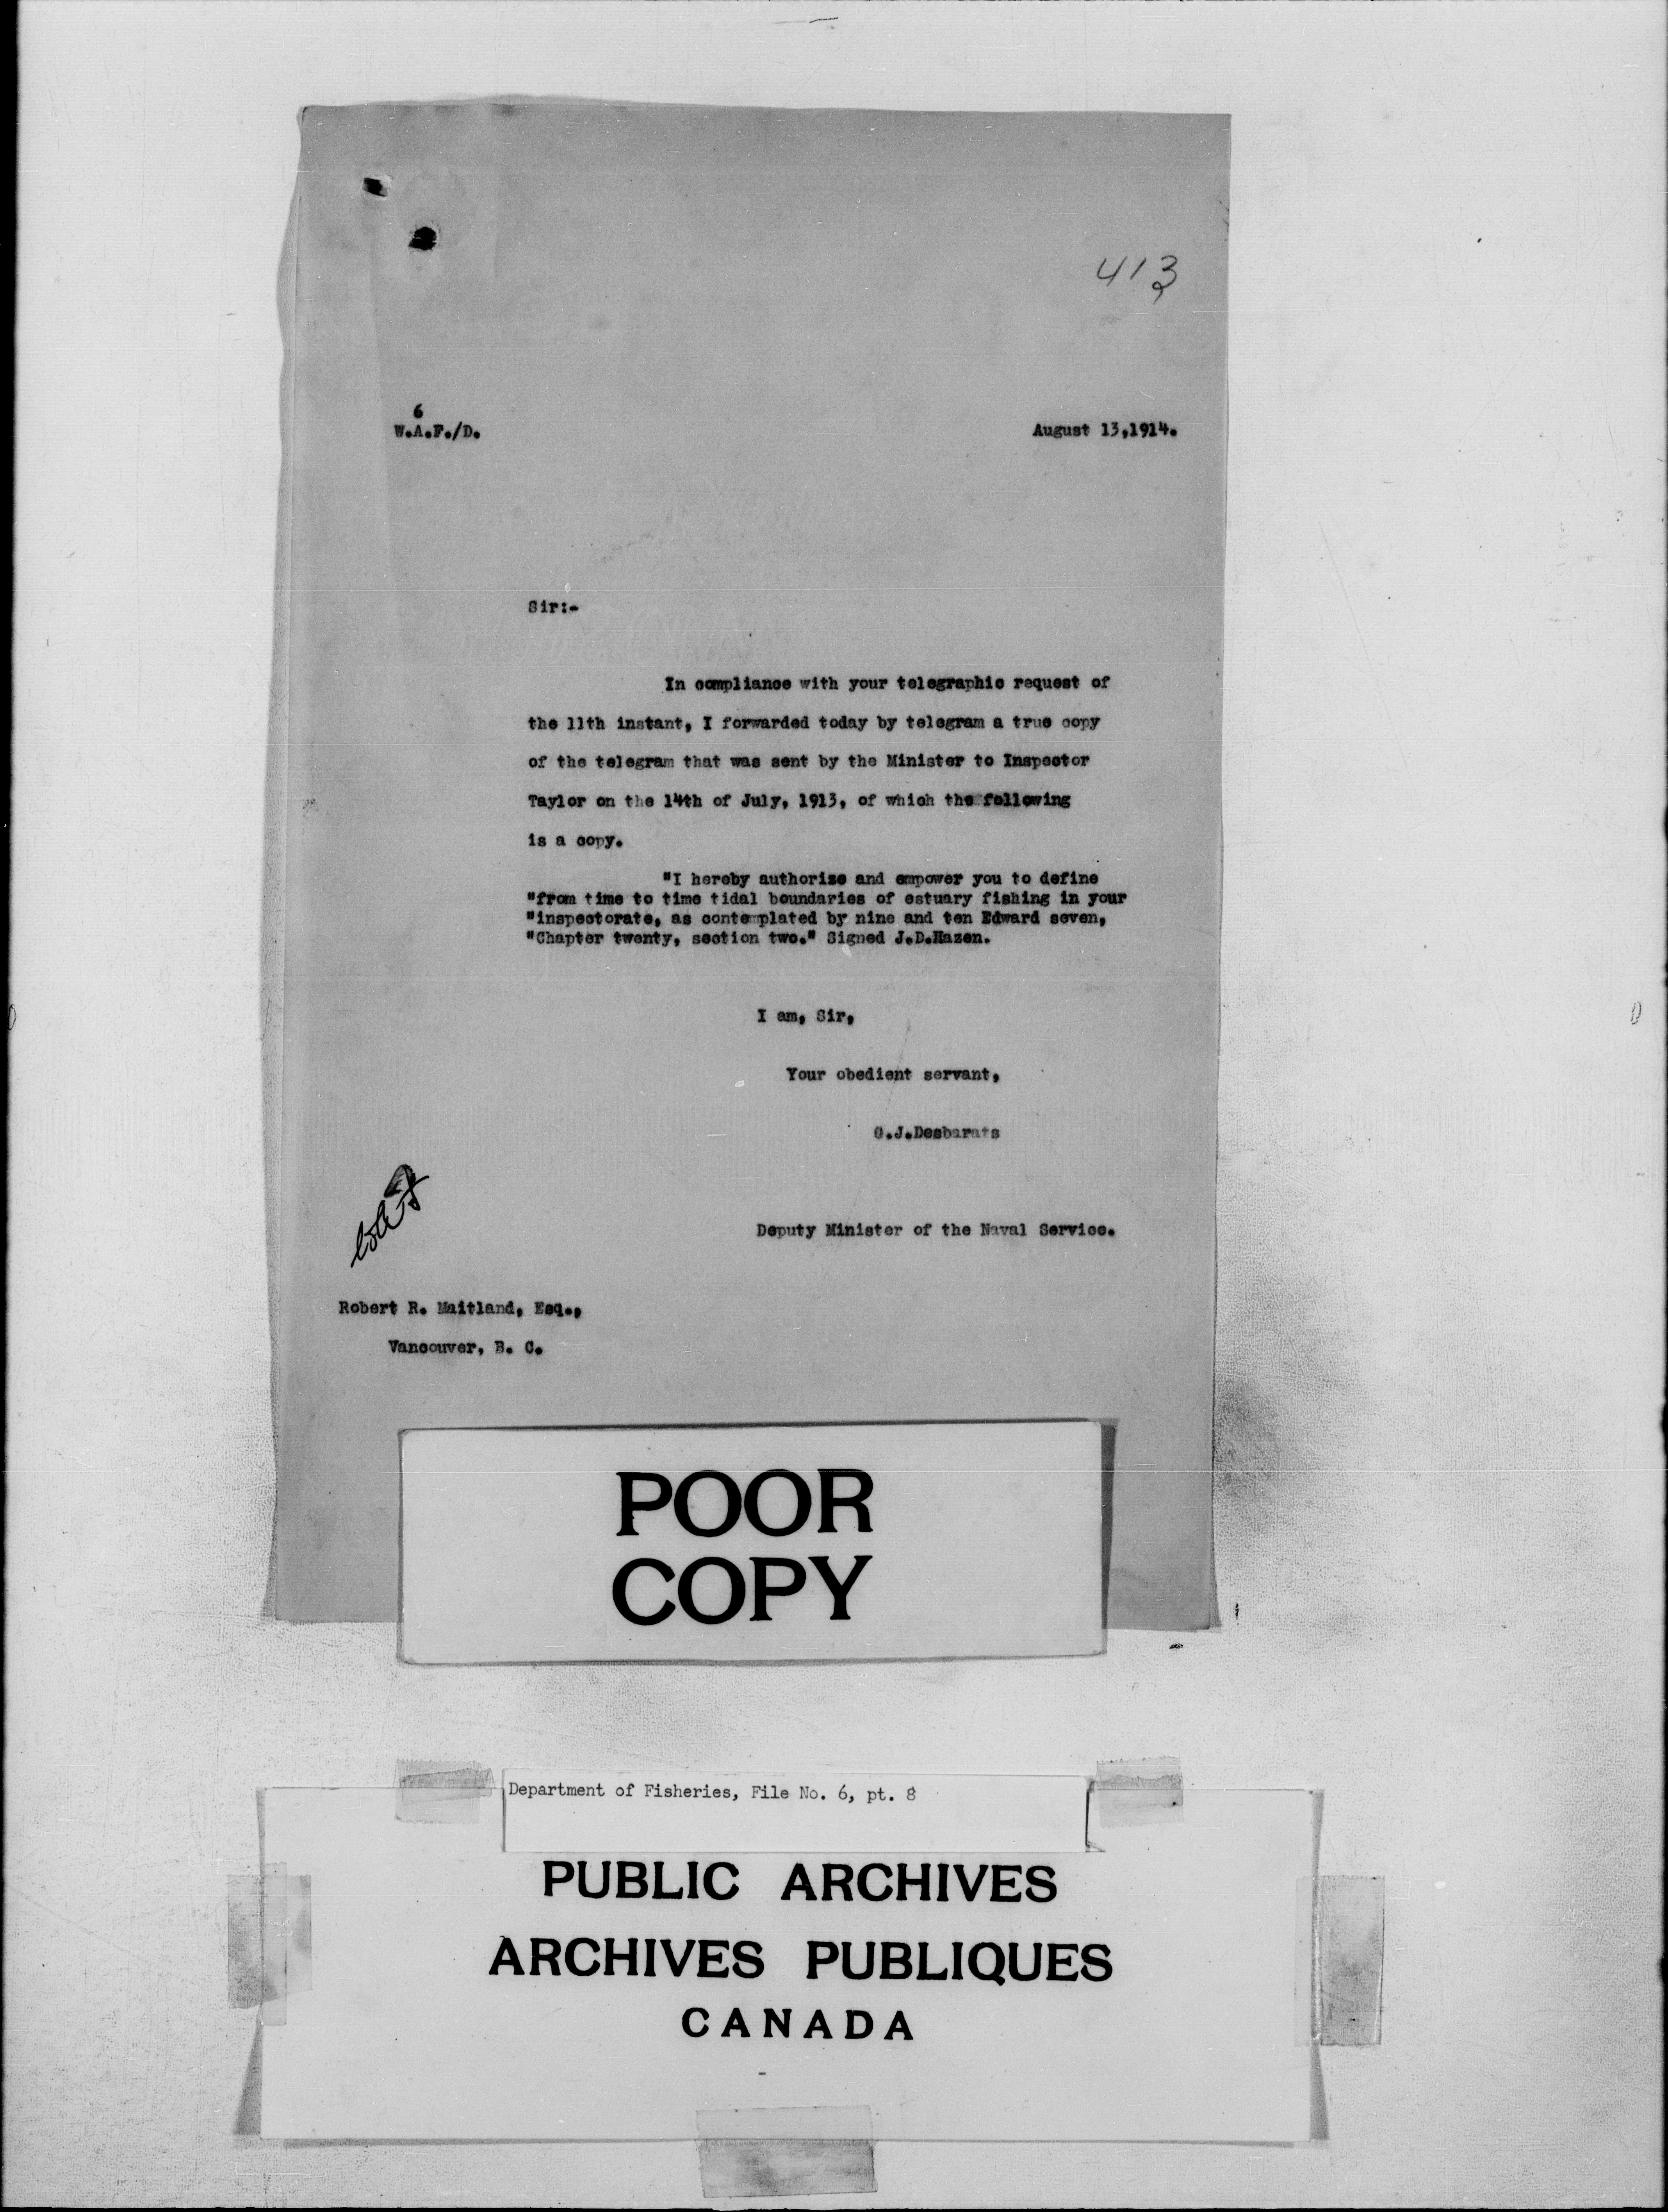 413
6
W.A.F./D. August 13,1914.
Sir:-
In compliance with your telegraphic request of
the 11th instant, I forwarded today by telegram a true copy
of the telegram that was sent by the Minister to Inspector
Taylor on the 14th of July, 1913, of which the following
is a copy.
"I hereby authorize and empower you to define
"from time to time tidal boundaries of estuary fishing in your
"inspectorate, as contemplated by nine and ten Edward seven,
"Chapter twenty, section two." Signed J.D.Hazen.
I am, Sir,
Your obedient servant,
G.J.Desbarats
Deputy Minister of the Naval Service.
Robert R. Maitland, Esq.,
Vancouver, B. C.
POOR
COPY
Department of Fisheries, File No. 6, pt. 8
PUBLIC ARCHIVES
ARCHIVES PUBLIQUES
CANADA